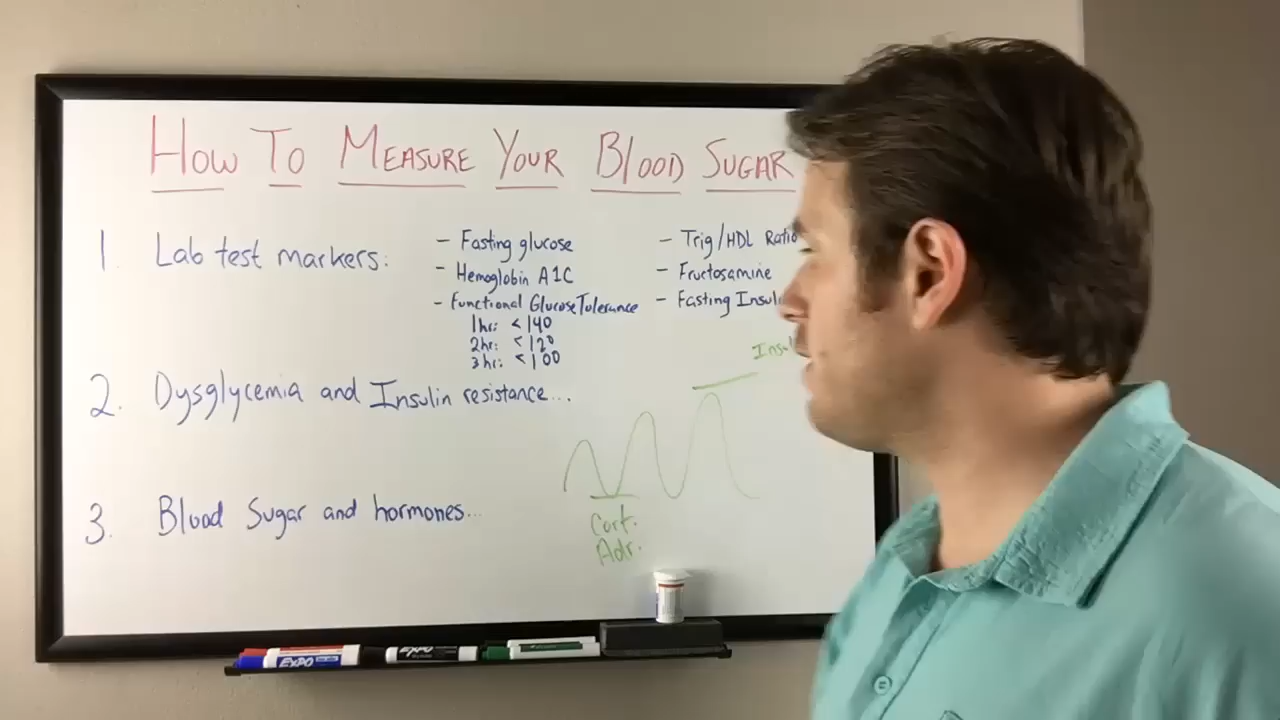 How To Measure Your Blood Sugar
1. Lab test markers:
- Fasting glucose
- Hemoglobin A1C
- Functional Glucose Tolerance
1hr: < 140
2hr: < 120
3hr: < 100
- Trig/HDL Ratio
- Fructosamine
- Fasting
2. Dysglycemia and Insulin resistance...
3. Blood Sugar and hormones...
Cort.
Adr.
EXPO
EXPO